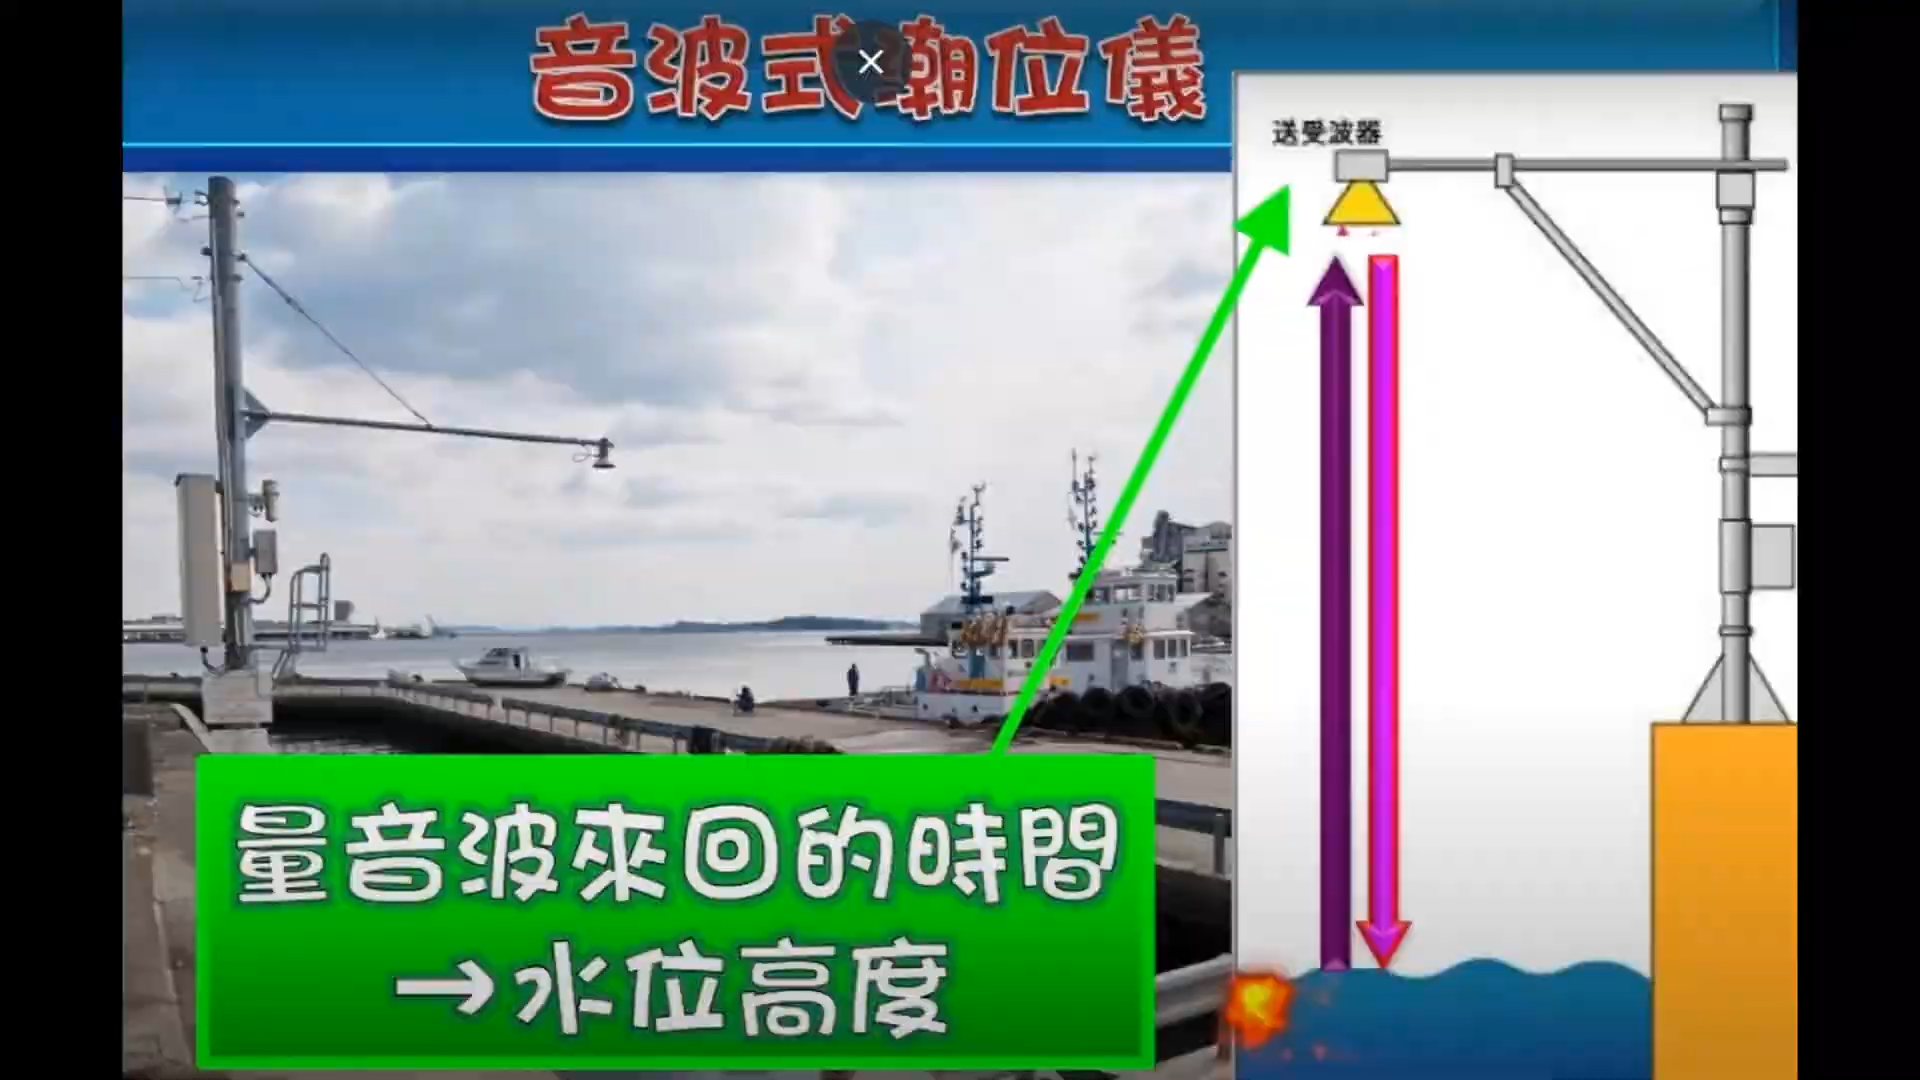 音波式潮位儀
送受波器
量音波來回的時間
→水位高度